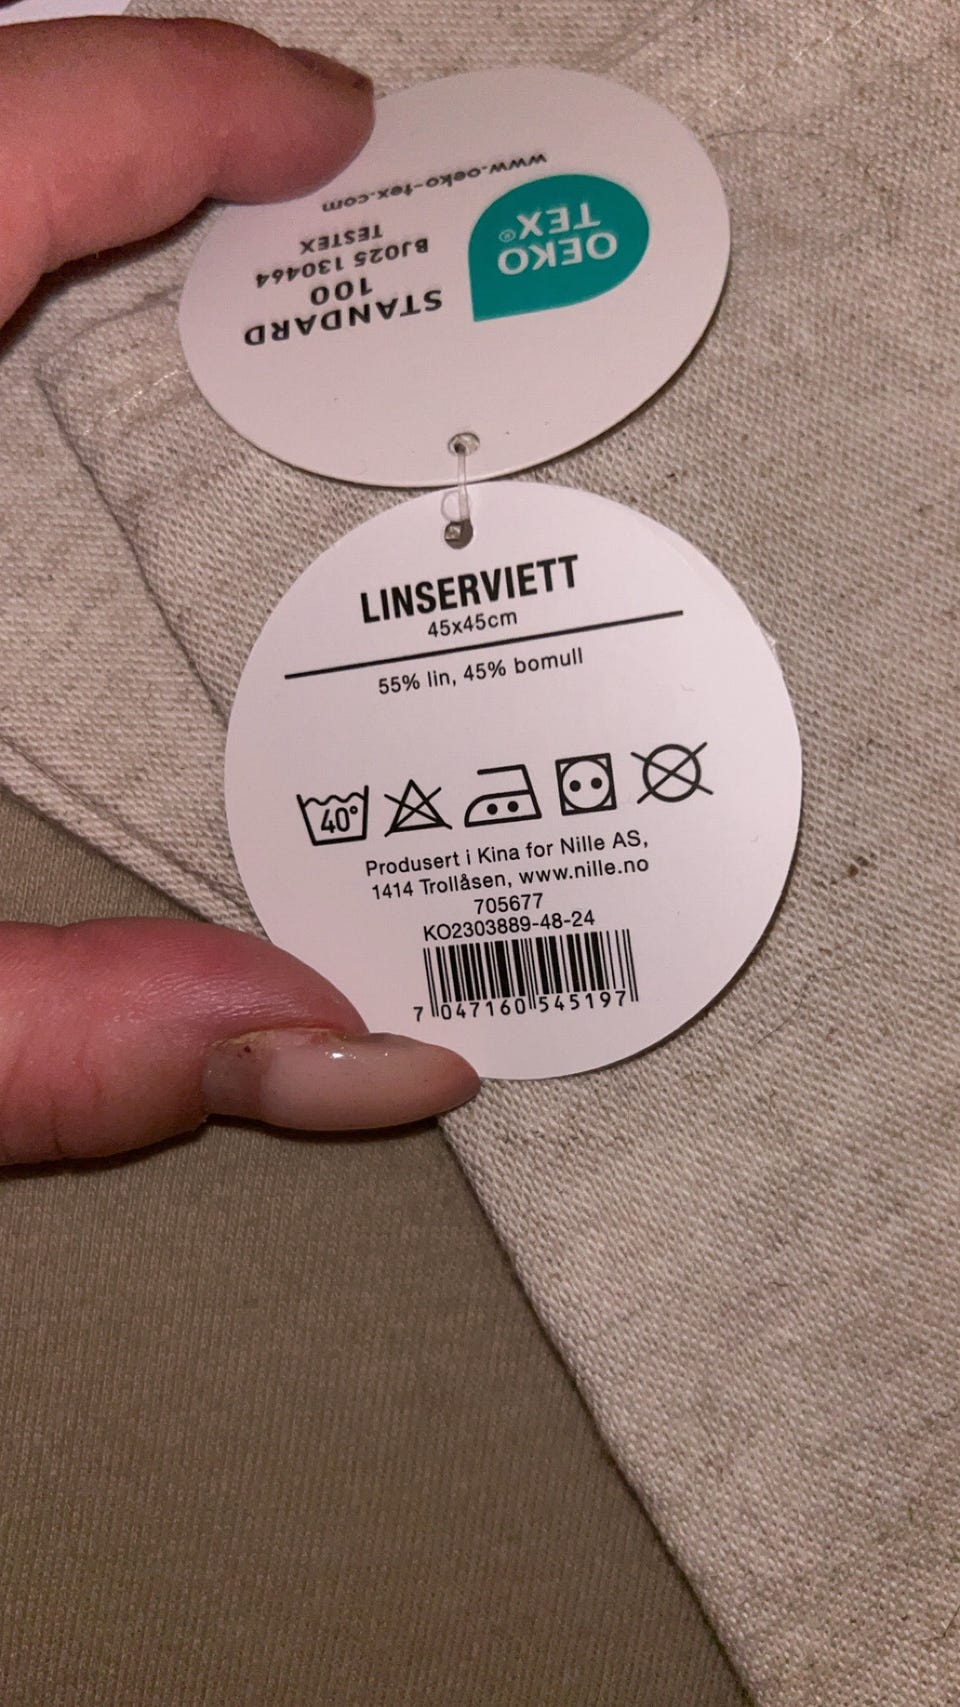 www.oeko-tex.com
OEKO
TEX®
STANDARD
100
BJ025 130464
TESTEX
LINSERVIETT
45x45cm
55% lin, 45% bomull
40°
Produsert i Kina for Nille AS,
1414 Trollåsen, www.nille.no
705677
KO2303889-48-24
7 047160 545197